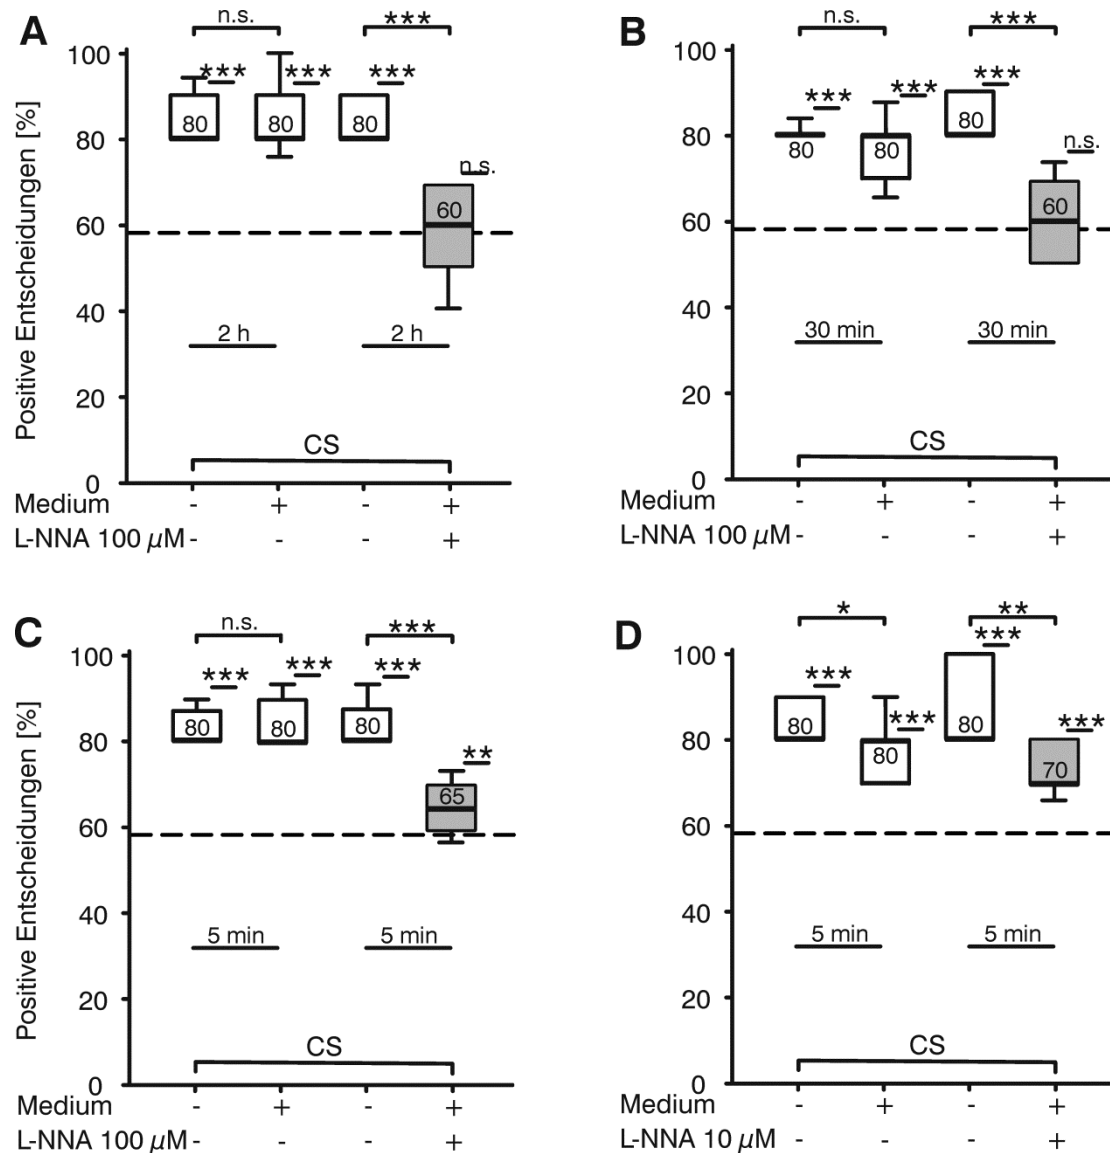 A
n.s.
***
*** *** ***
100
80 80 80
80
n.s.
60
60
40
2 h 2 h
20
CS
0
Positive Entscheidungen [%]
Medium - + - +
L-NNA 100 µM - - - +
B
n.s.
***
*** *** ***
100
80
80 80 80
n.s.
60
60
40
30 min 30 min
20
CS
0
Medium - + - +
L-NNA 100 µM - - - +
C
n.s.
***
*** *** ***
100
80 80 80
80
**
65
60
40
5 min 5 min
20
CS
0
Positive Entscheidungen [%]
Medium - + - +
L-NNA 100 µM - - - +
D
*
**
*** *** *** ***
100
80 80 80
80
70
60
40
5 min 5 min
20
CS
0
Medium - + - +
L-NNA 10 µM - - - +